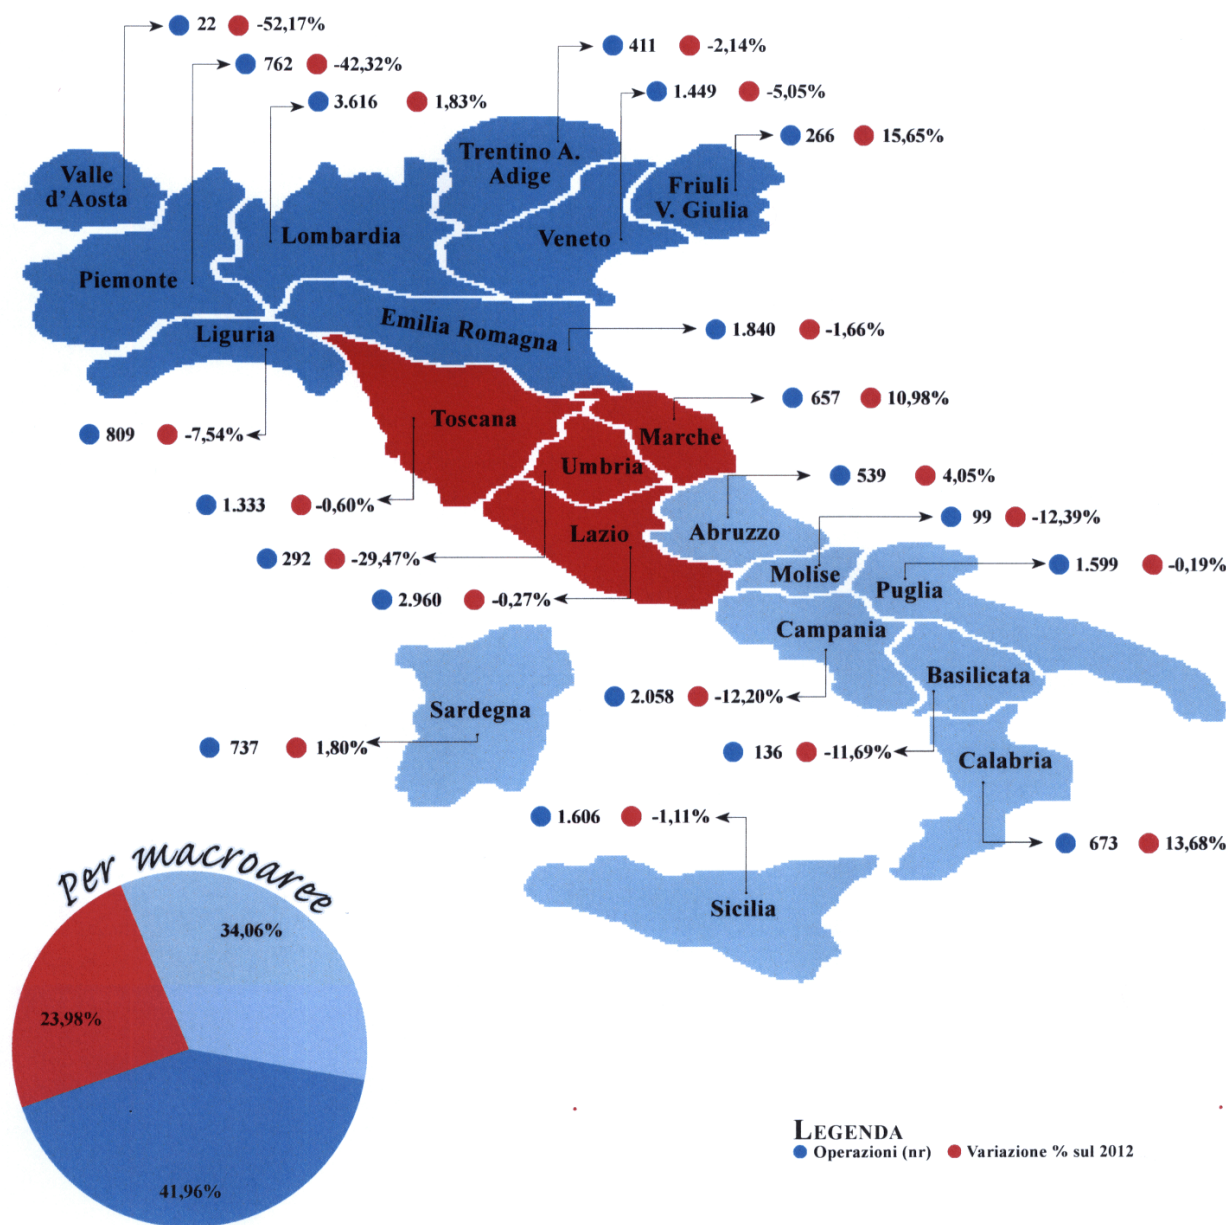 22 -52,17%
762 -42,32%
3.616 1,83%
411 -2,14%
1.449 -5,05%
266 15,65%
Valle
d'Aosta
Trentino A.
Adige
Friuli
V. Giulia
Lombardia
Veneto
Piemonte
Liguria
Emilia Romagna
1.840 -1,66%
657 10,98%
Toscana
Marche
809 -7,54%
Umbria
539 4,05%
1.333 -0,60%
Lazio
Abruzzo
99 -12,39%
292 -29,47%
Molise
Puglia
1.599 -0,19%
2.960 -0,27%
Campania
Basilicata
2.058 -12,20%
Sardegna
737 1,80%
136 -11,69%
Calabria
1.606 -1,11%
673 13,68%
Sicilia
Per macroaree
34,06%
23,98%
41,96%
LEGENDA
Operazioni (nr) Variazione % sul 2012